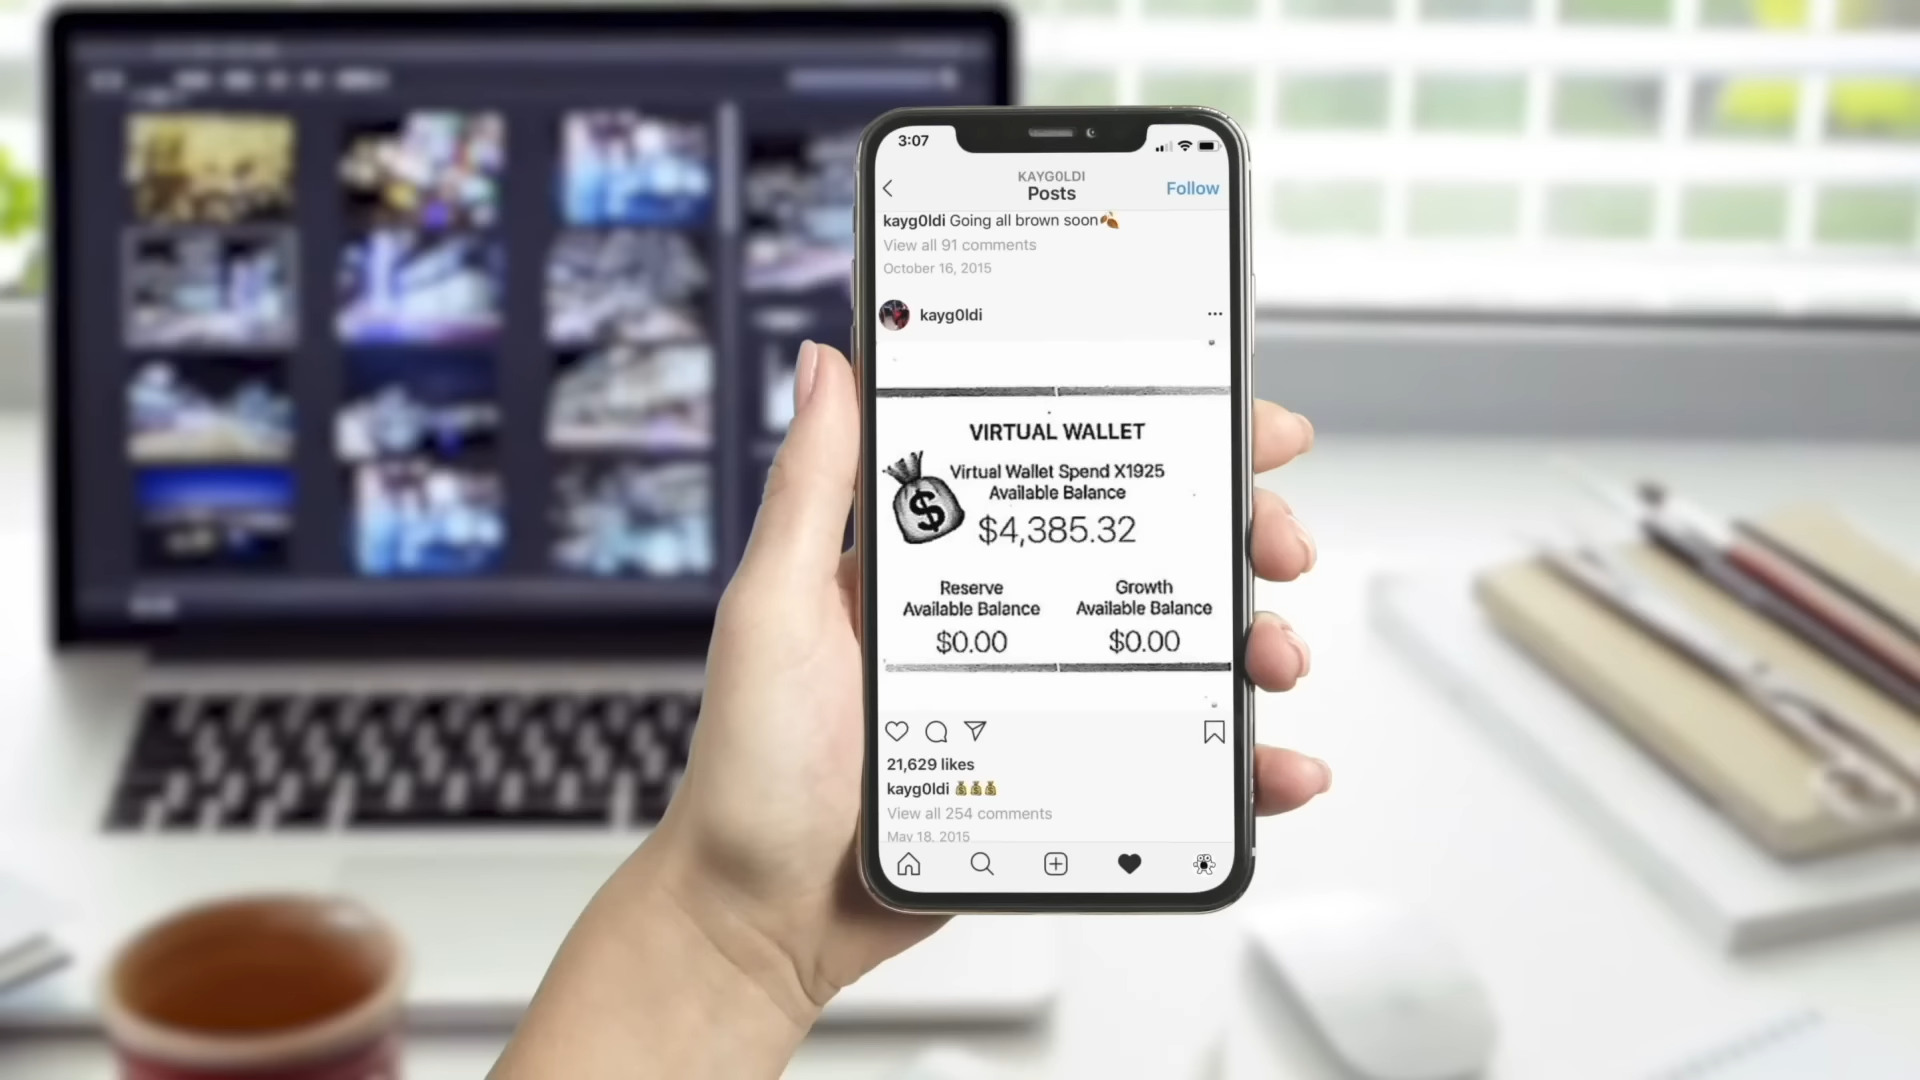 3:07
KAYG0LDI
Posts
Follow
kayg0ldi Going all brown soon🍂
View all 91 comments
October 16, 2015
kayg0ldi
VIRTUAL WALLET
Virtual Wallet Spend X1925
Available Balance
$4,385.32
Reserve
Available Balance
$0.00
Growth
Available Balance
$0.00
$
21,629 likes
kayg0ldi 💰💰💰
View all 254 comments
May 18, 2015